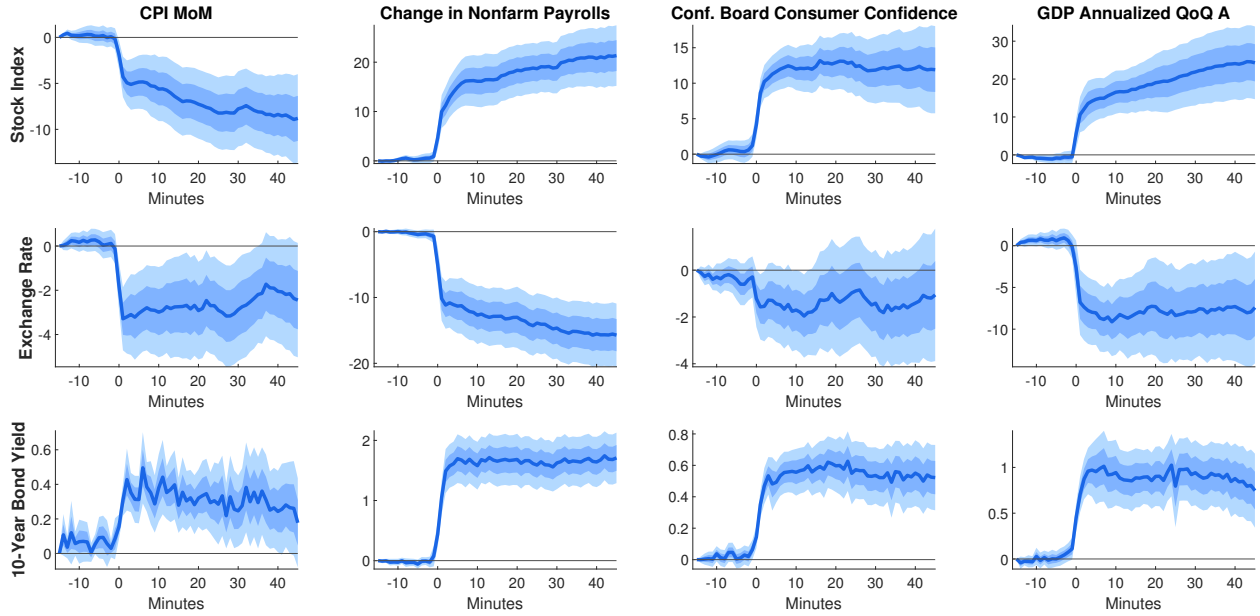 CPI MoM
Change in Nonfarm Payrolls
Conf. Board Consumer Confidence
GDP Annualized QoQ A
Stock Index
0
-5
-10
-10 0 10 20 30 40
Minutes
20
10
0
-10 0 10 20 30 40
Minutes
15
10
5
0
-10 0 10 20 30 40
Minutes
30
20
10
0
-10 0 10 20 30 40
Minutes
Exchange Rate
0
-2
-4
-10 0 10 20 30 40
Minutes
0
-10
-20
-10 0 10 20 30 40
Minutes
0
-2
-4
-10 0 10 20 30 40
Minutes
0
-5
-10
-10 0 10 20 30 40
Minutes
10-Year Bond Yield
0.6
0.4
0.2
0
-10 0 10 20 30 40
Minutes
2
1
0
-10 0 10 20 30 40
Minutes
0.8
0.6
0.4
0.2
0
-10 0 10 20 30 40
Minutes
1
0.5
0
-10 0 10 20 30 40
Minutes